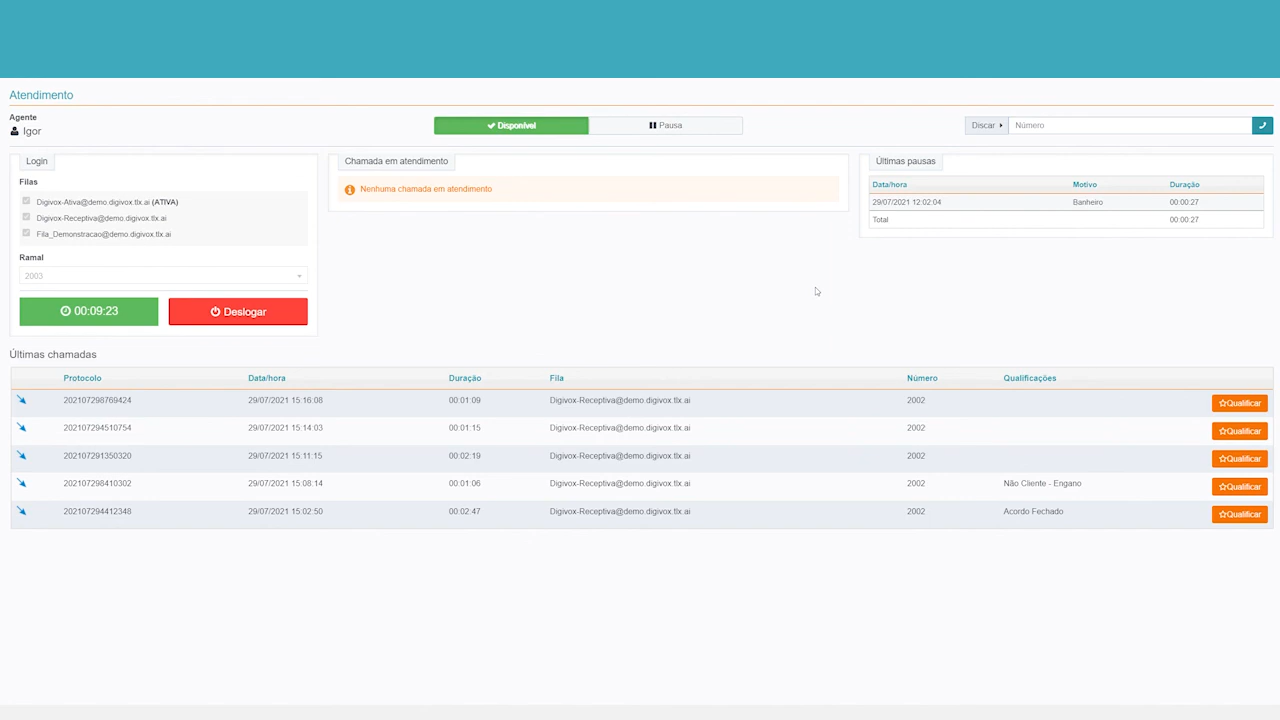 Atendimento
Agente
Igor
Disponível
Pausa
Discar
Número
Login
Chamada em atendimento
Últimas pausas
Filas
Nenhuma chamada em atendimento
Data/hora Motivo Duração
Digivox-Ativa@demo.digivox.tlx.ai (ATIVA)
29/07/2021 12:02:04 Banheiro 00:00:27
Digivox-Receptiva@demo.digivox.tlx.ai
Total 00:00:27
Fila_Demonstracao@demo.digivox.tlx.ai
Ramal
2003
00:09:23
Deslogar
Últimas chamadas
Protocolo Data/hora Duração Fila Número Qualificações
202107298769424 29/07/2021 15:16:08 00:01:09 Digivox-Receptiva@demo.digivox.tlx.ai 2002 Qualificar
202107294510754 29/07/2021 15:14:03 00:01:15 Digivox-Receptiva@demo.digivox.tlx.ai 2002 Qualificar
202107291350320 29/07/2021 15:11:15 00:02:19 Digivox-Receptiva@demo.digivox.tlx.ai 2002 Qualificar
202107298410302 29/07/2021 15:08:14 00:01:06 Digivox-Receptiva@demo.digivox.tlx.ai 2002 Não Cliente - Engano Qualificar
202107294412348 29/07/2021 15:02:50 00:02:47 Digivox-Receptiva@demo.digivox.tlx.ai 2002 Acordo Fechado Qualificar